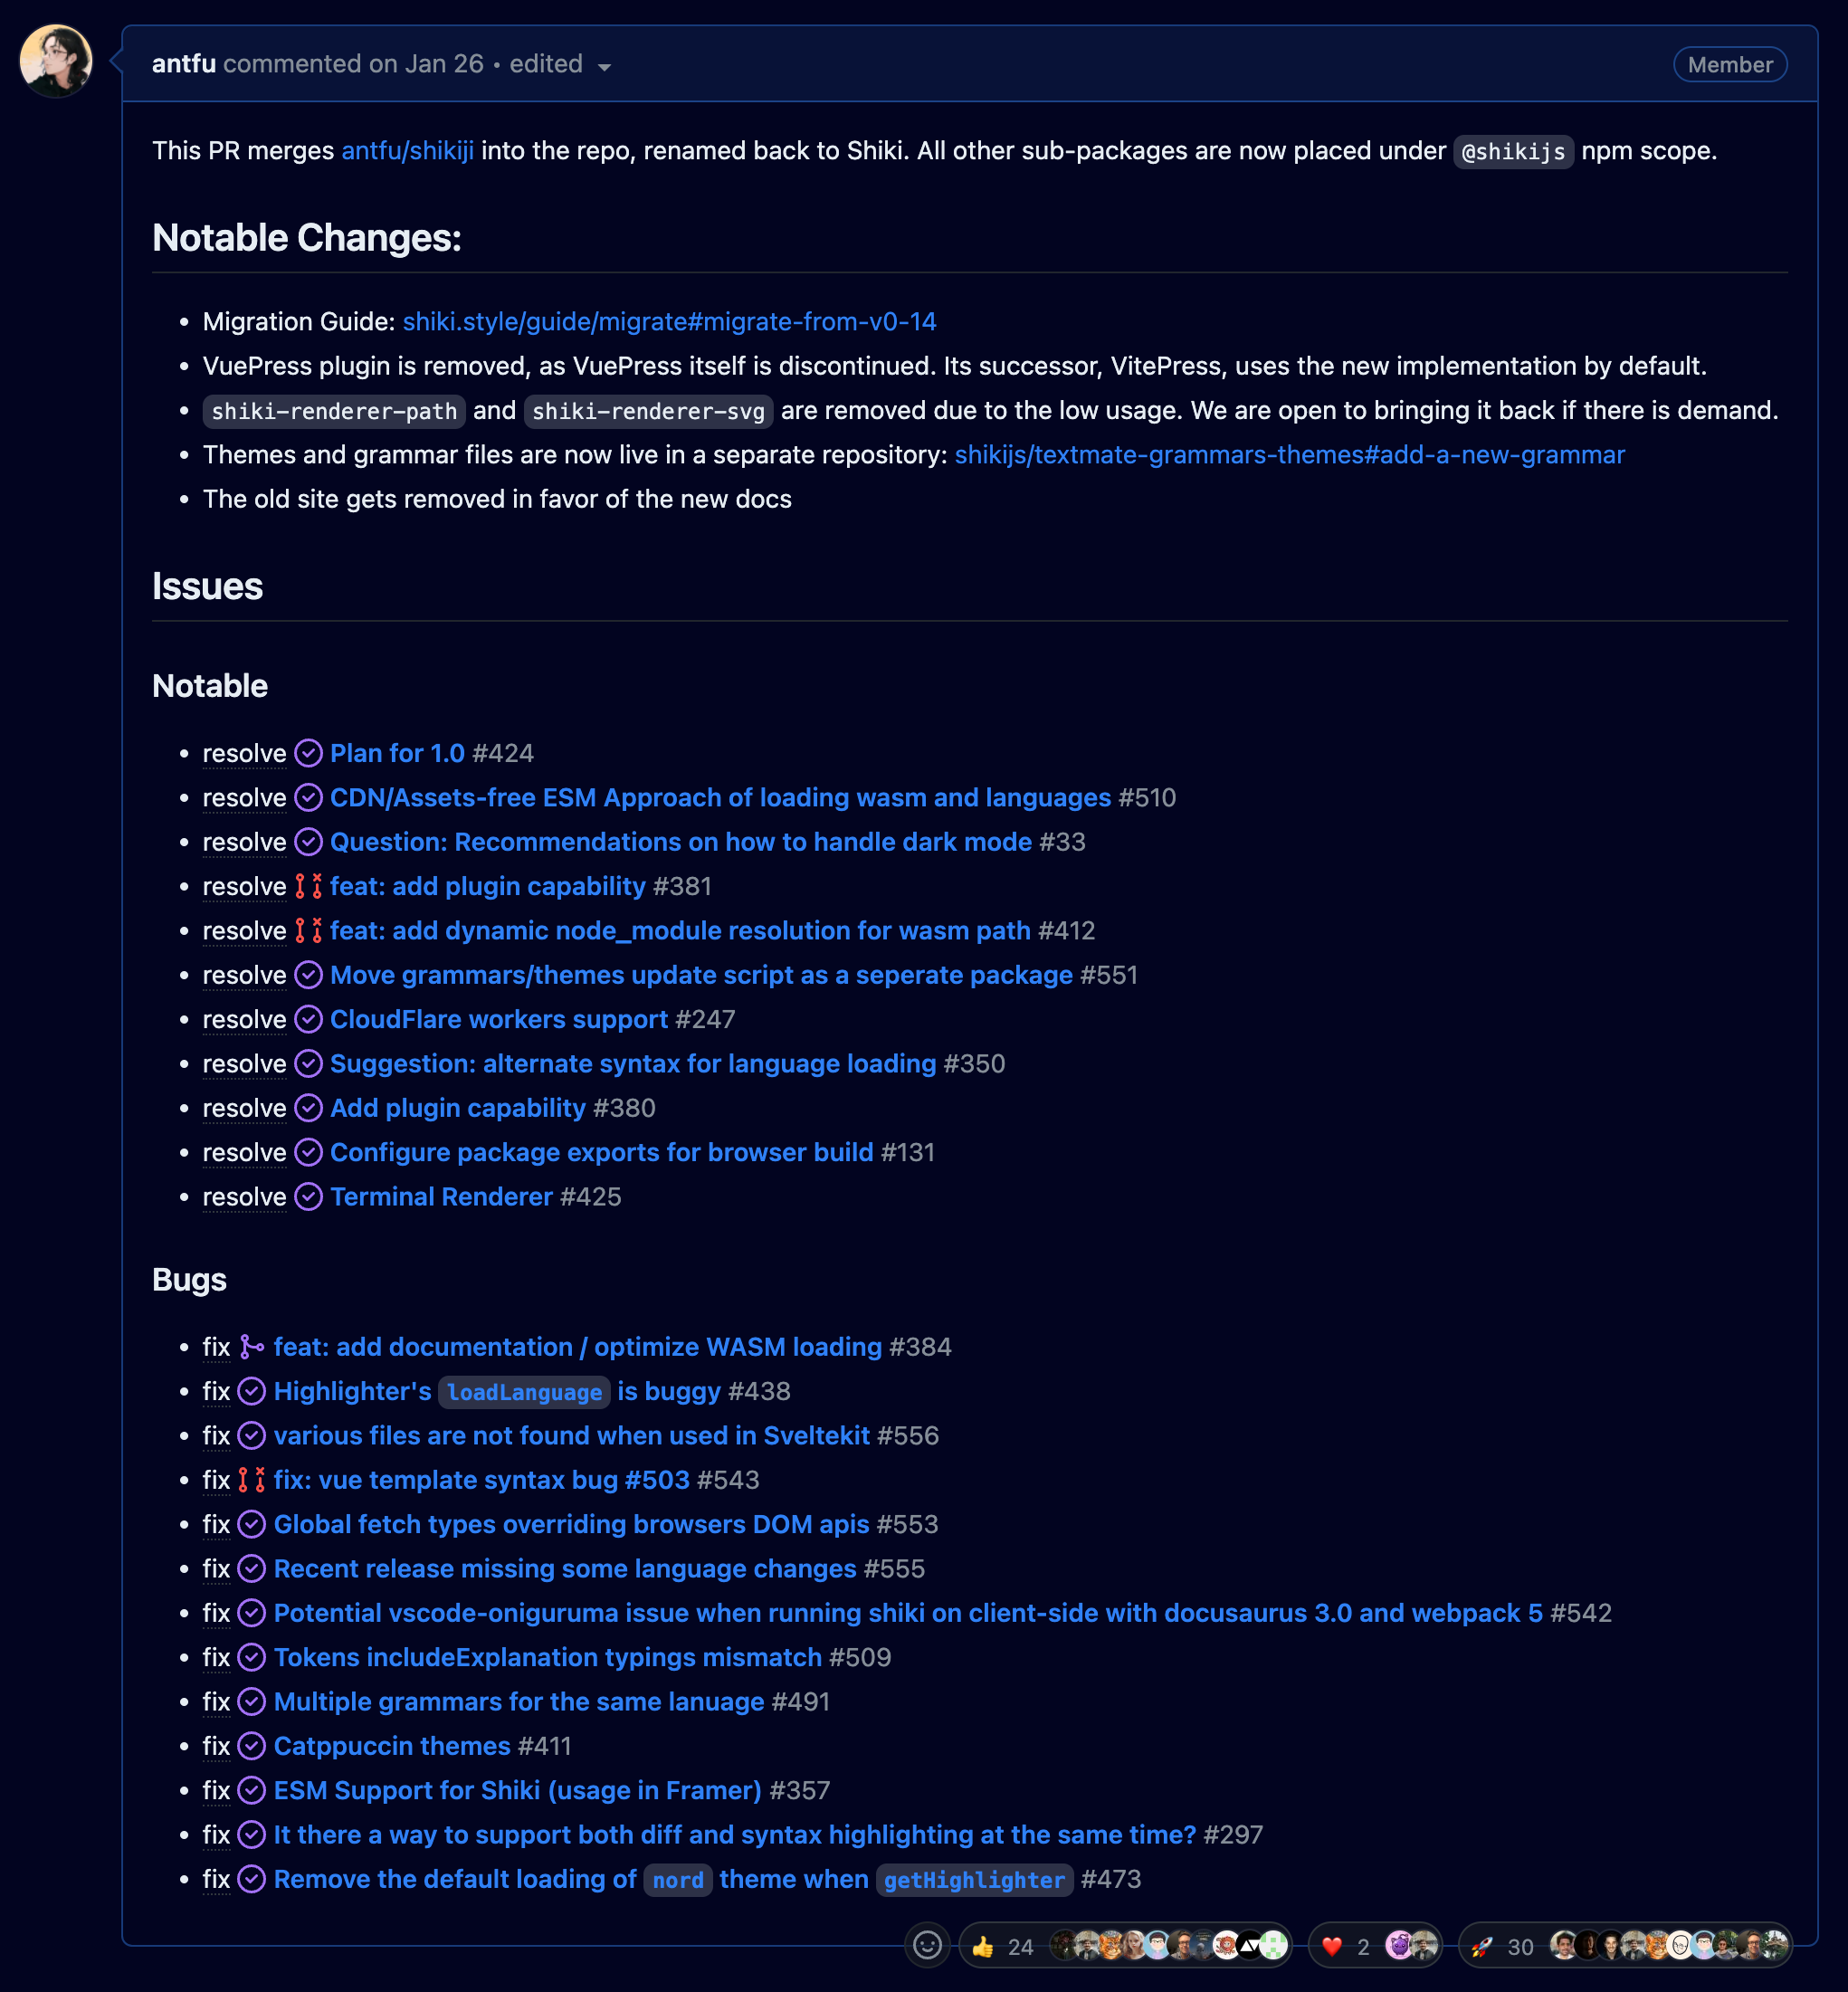 antfu commented on Jan 26 • edited
Member
This PR merges antfu/shikiji into the repo, renamed back to Shiki. All other sub-packages are now placed under @shikijs npm scope.
Notable Changes:
• Migration Guide: shiki.style/guide/migrate#migrate-from-v0-14
• VuePress plugin is removed, as VuePress itself is discontinued. Its successor, VitePress, uses the new implementation by default.
• shiki-renderer-path and shiki-renderer-svg are removed due to the low usage. We are open to bringing it back if there is demand.
• Themes and grammar files are now live in a separate repository: shikijs/textmate-grammars-themes#add-a-new-grammar
• The old site gets removed in favor of the new docs
Issues
Notable
• resolve Plan for 1.0 #424
• resolve CDN/Assets-free ESM Approach of loading wasm and languages #510
• resolve Question: Recommendations on how to handle dark mode #33
• resolve feat: add plugin capability #381
• resolve feat: add dynamic node_module resolution for wasm path #412
• resolve Move grammars/themes update script as a seperate package #551
• resolve CloudFlare workers support #247
• resolve Suggestion: alternate syntax for language loading #350
• resolve Add plugin capability #380
• resolve Configure package exports for browser build #131
• resolve Terminal Renderer #425
Bugs
• fix feat: add documentation / optimize WASM loading #384
• fix Highlighter's loadLanguage is buggy #438
• fix various files are not found when used in Sveltekit #556
• fix fix: vue template syntax bug #503 #543
• fix Global fetch types overriding browsers DOM apis #553
• fix Recent release missing some language changes #555
• fix Potential vscode-oniguruma issue when running shiki on client-side with docusaurus 3.0 and webpack 5 #542
• fix Tokens includeExplanation typings mismatch #509
• fix Multiple grammars for the same lanuage #491
• fix Catppuccin themes #411
• fix ESM Support for Shiki (usage in Framer) #357
• fix It there a way to support both diff and syntax highlighting at the same time? #297
• fix Remove the default loading of nord theme when getHighlighter #473
👍 24 ❤️ 2 🚀 30